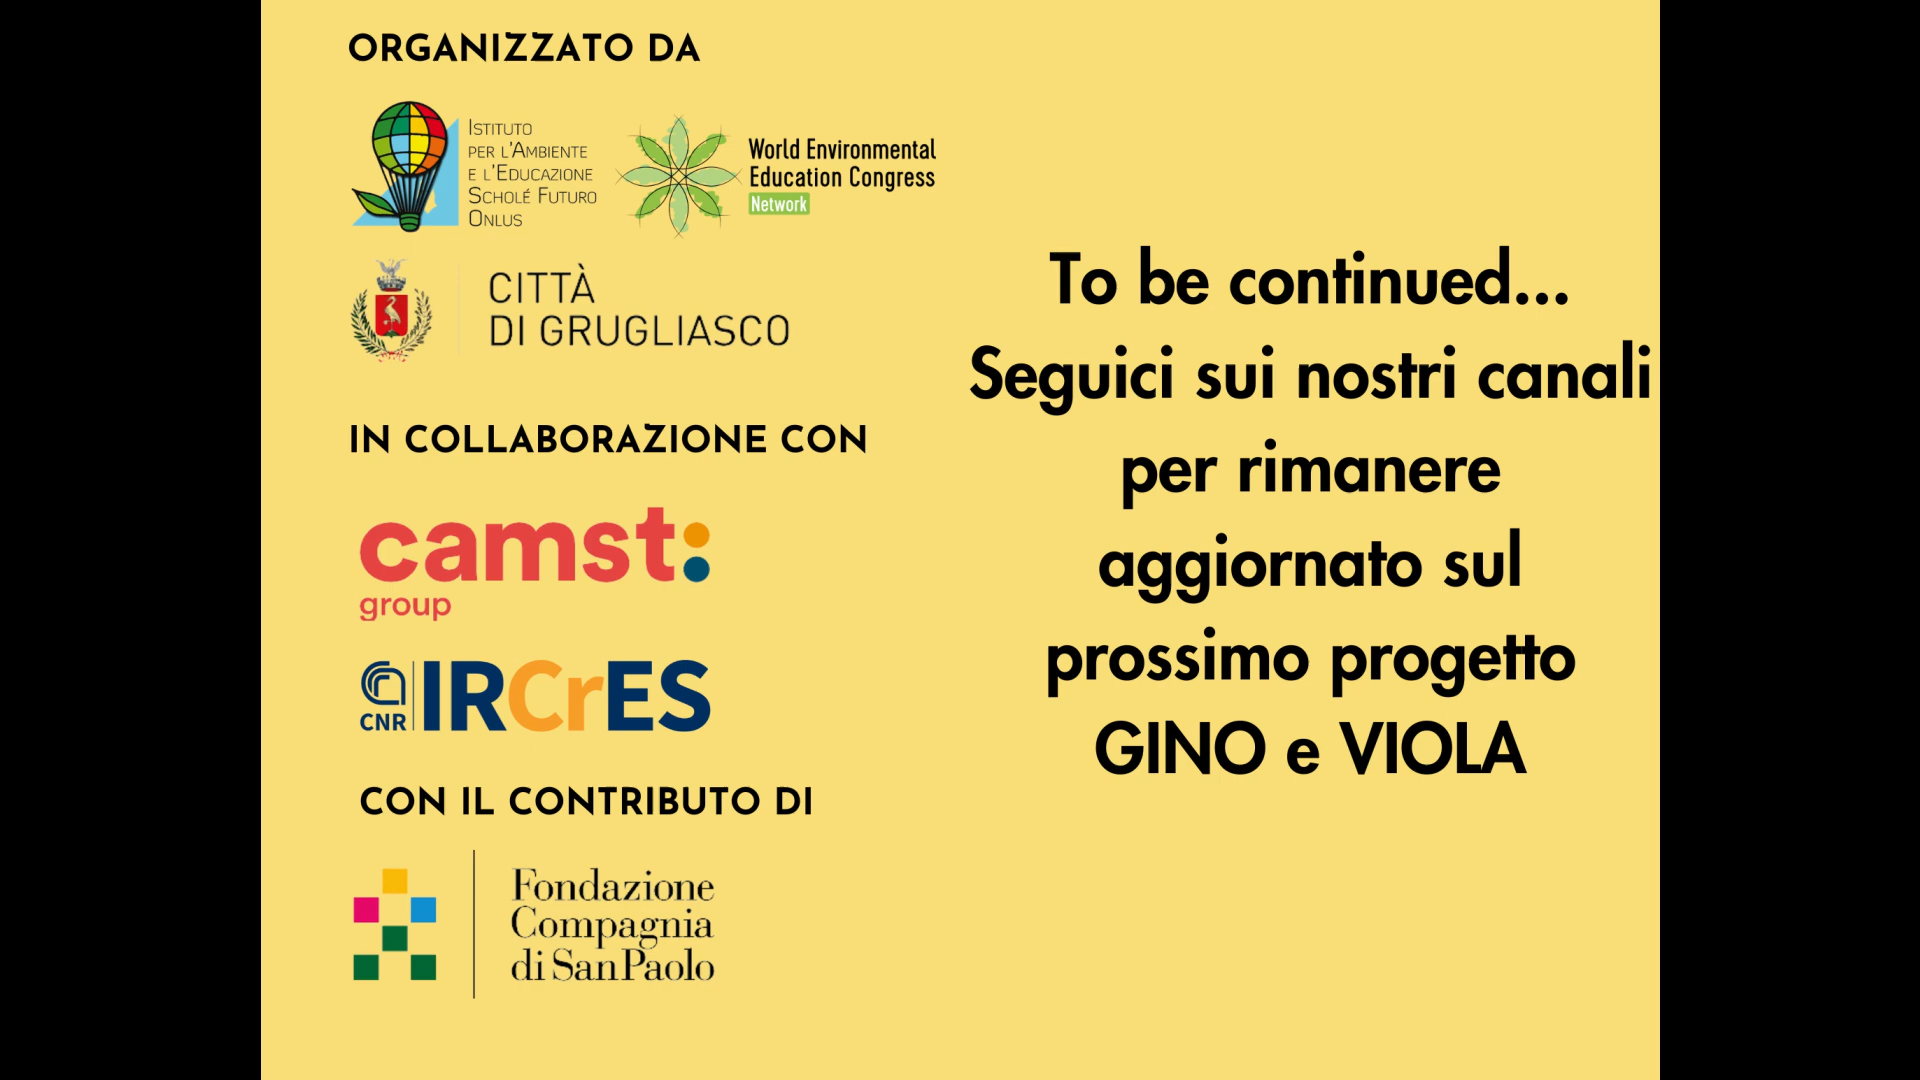 ORGANIZZATO DA
ISTITUTO
PER L'AMBIENTE
E L'EDUCAZIONE
SCHOLÉ FUTURO
ONLUS
World Environmental
Education Congress
Network
CITTÀ
DI GRUGLIASCO
IN COLLABORAZIONE CON
camst:
group
CNR IRCrES
CON IL CONTRIBUTO DI
Fondazione
Compagnia
di San Paolo
To be continued...
Seguici sui nostri canali
per rimanere
aggiornato sul
prossimo progetto
GINO e VIOLA